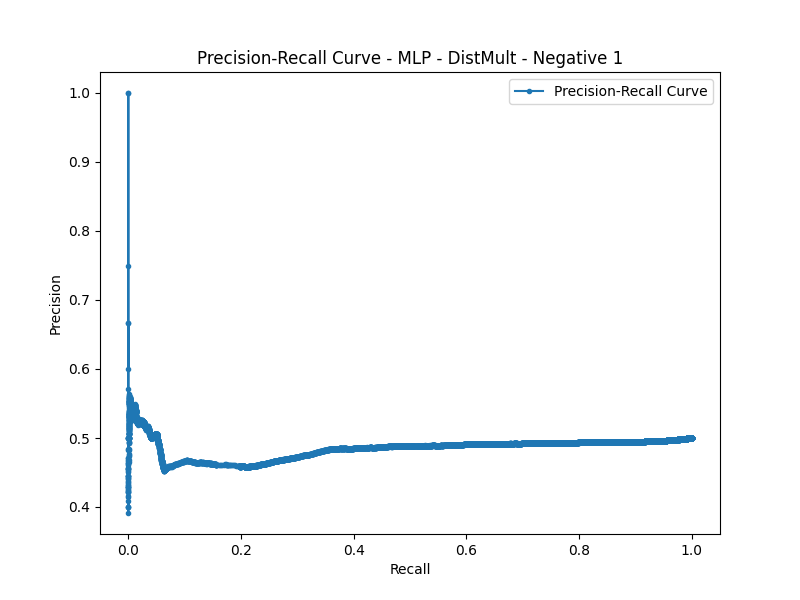 Precision-Recall Curve - MLP - DistMult - Negative 1
Precision-Recall Curve
Precision
1.0
0.9
0.8
0.7
0.6
0.5
0.4
0.0 0.2 0.4 0.6 0.8 1.0
Recall